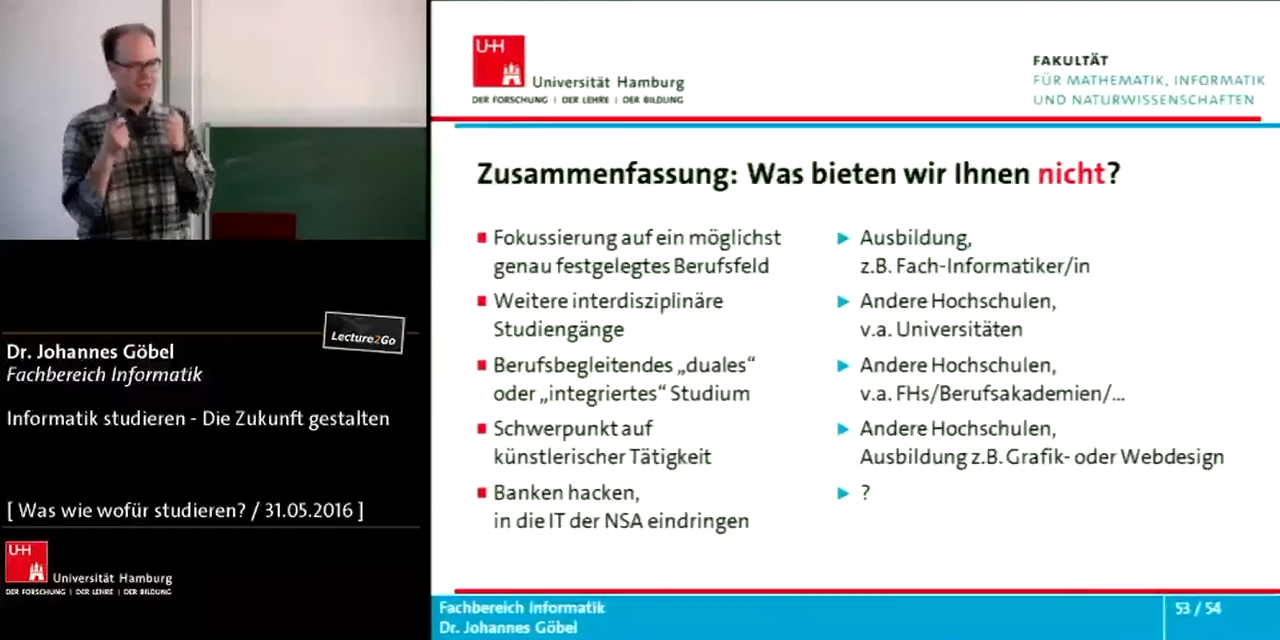 Dr. Johannes Göbel
Fachbereich Informatik
Lecture2Go
Informatik studieren - Die Zukunft gestalten
[ Was wie wofür studieren? / 31.05.2016 ]
UH
Universität Hamburg
DER FORSCHUNG | DER LEHRE | DER BILDUNG
UH
Universität Hamburg
DER FORSCHUNG | DER LEHRE | DER BILDUNG
FAKULTÄT
FÜR MATHEMATIK, INFORMATIK
UND NATURWISSENSCHAFTEN
Zusammenfassung: Was bieten wir Ihnen nicht?
Fokussierung auf ein möglichst
genau festgelegtes Berufsfeld
Ausbildung,
z.B. Fach-Informatiker/in
Weitere interdisziplinäre
Studiengänge
Andere Hochschulen,
v.a. Universitäten
Berufsbegleitendes „duales“
oder „integriertes“ Studium
Andere Hochschulen,
v.a. FHs/Berufsakademien/...
Schwerpunkt auf
künstlerischer Tätigkeit
Andere Hochschulen,
Ausbildung z.B. Grafik- oder Webdesign
Banken hacken,
in die IT der NSA eindringen
?
Fachbereich Informatik
Dr. Johannes Göbel
53 / 54